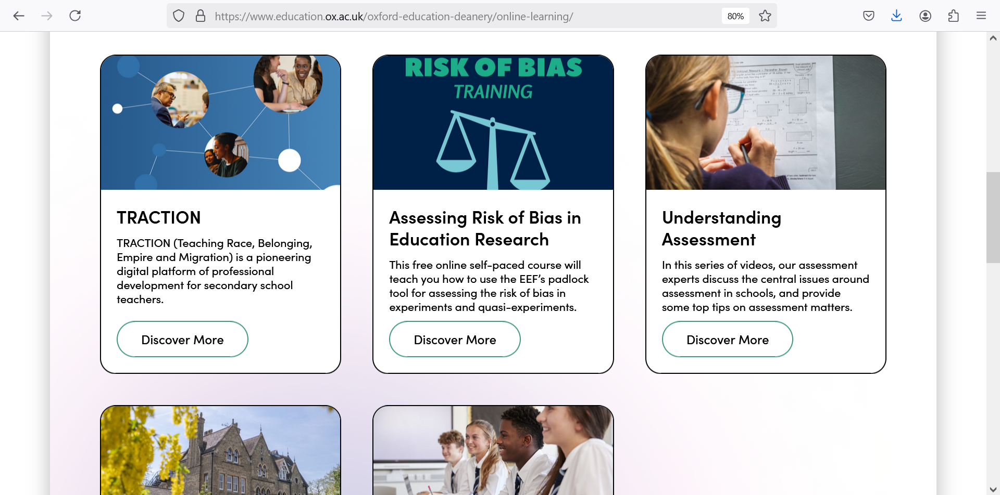 https://www.education.ox.ac.uk/oxford-education-deanery/online-learning/
80%
RISK OF BIAS
TRAINING
TRACTION
TRACTION (Teaching Race, Belonging,
Empire and Migration) is a pioneering
digital platform of professional
development for secondary school
teachers.
Discover More
Assessing Risk of Bias in
Education Research
This free online self-paced course will
teach you how to use the EEF’s padlock
tool for assessing the risk of bias in
experiments and quasi-experiments.
Discover More
Understanding
Assessment
In this series of videos, our assessment
experts discuss the central issues around
assessment in schools, and provide
some top tips on assessment matters.
Discover More